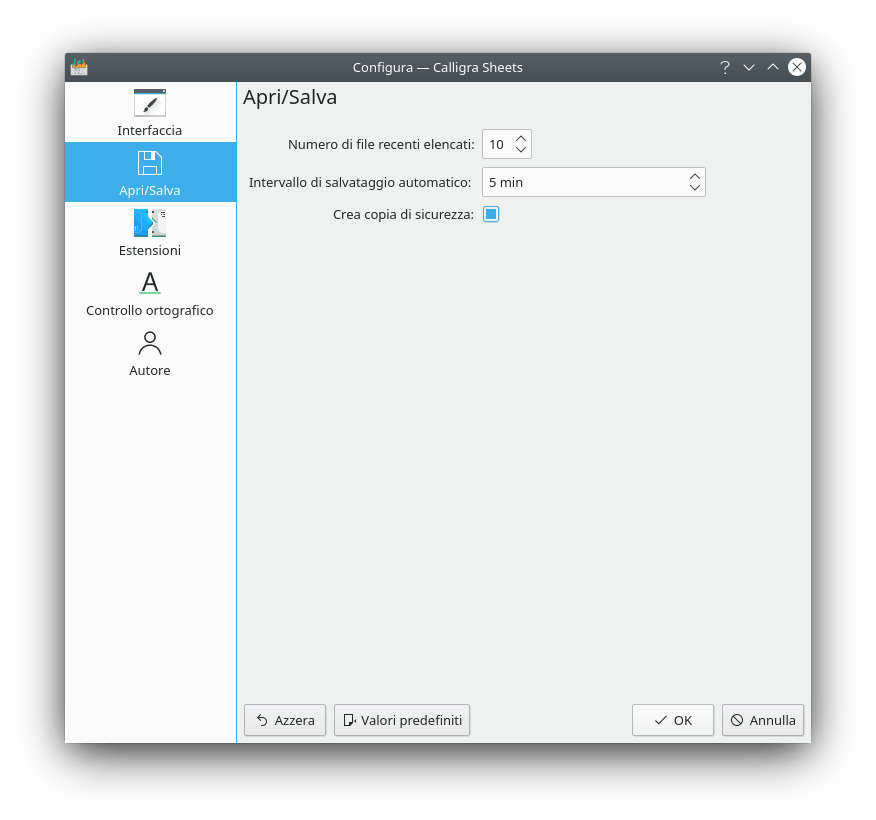 Configura — Calligra Sheets
Interfaccia
Apri/Salva
Estensioni
A
Controllo ortografico
Autore
Apri/Salva
Numero di file recenti elencati: 10
Intervallo di salvataggio automatico: 5 min
Crea copia di sicurezza:
Azzera
Valori predefiniti
OK
Annulla